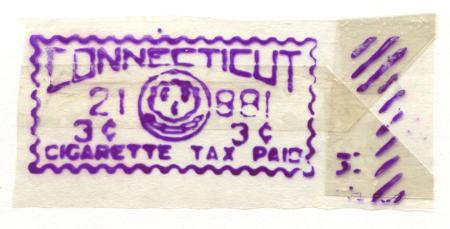 CONNECTICUT
21 881
3¢ 3¢
CIGARETTE TAX PAID
3: